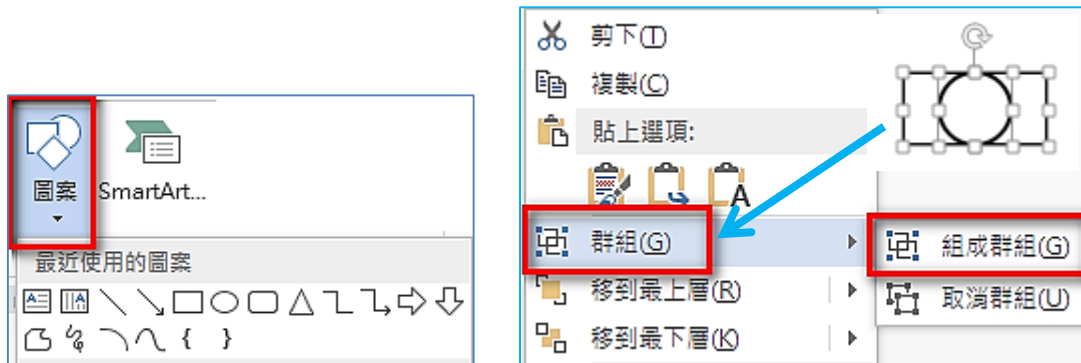 圖案
SmartArt...
最近使用的圖案
剪下(T)
複製(C)
貼上選項:
群組(G)
組成群組(G)
移到最上層(R)
取消群組(U)
移到最下層(K)